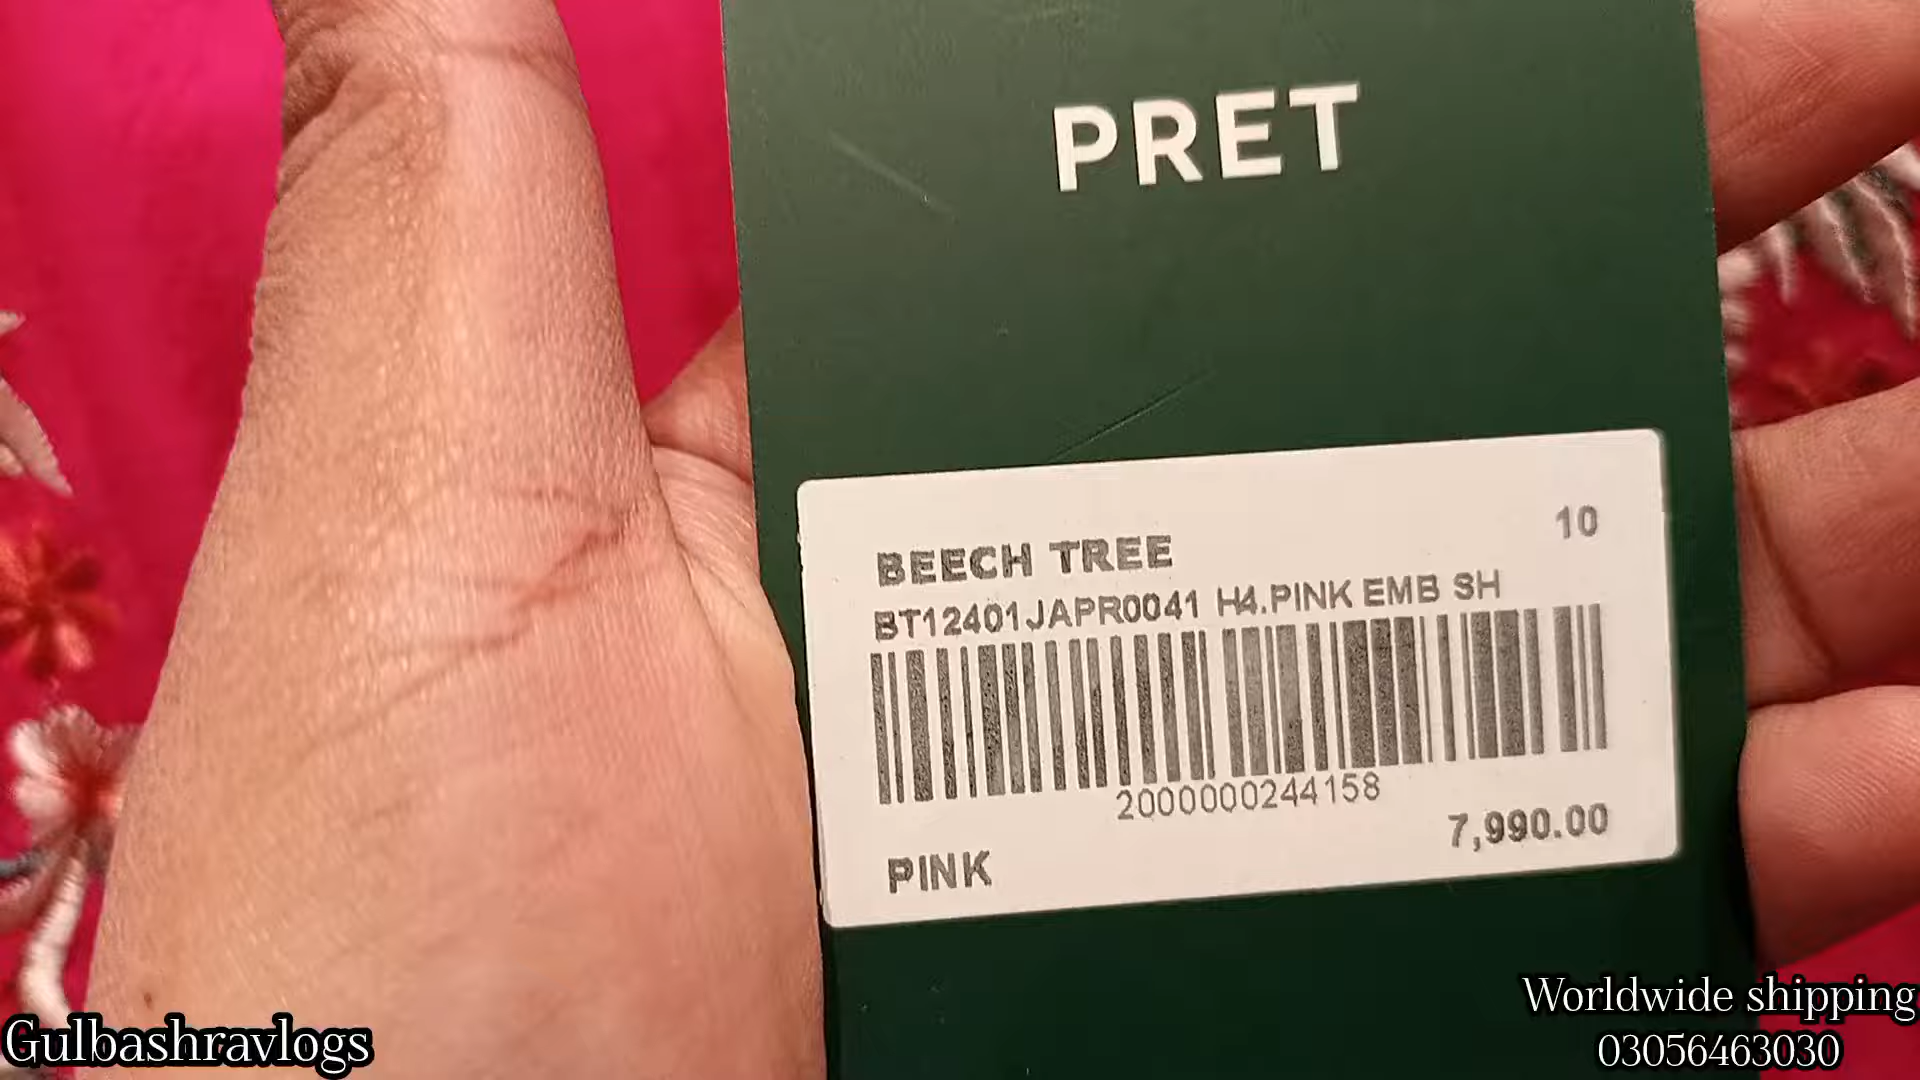 PRET
10
BEECH TREE
BT12401JAPR0041 H4.PINK EMB SH
2000000244158
7,990.00
PINK
Worldwide shipping
Gulbashravlogs
03056463030